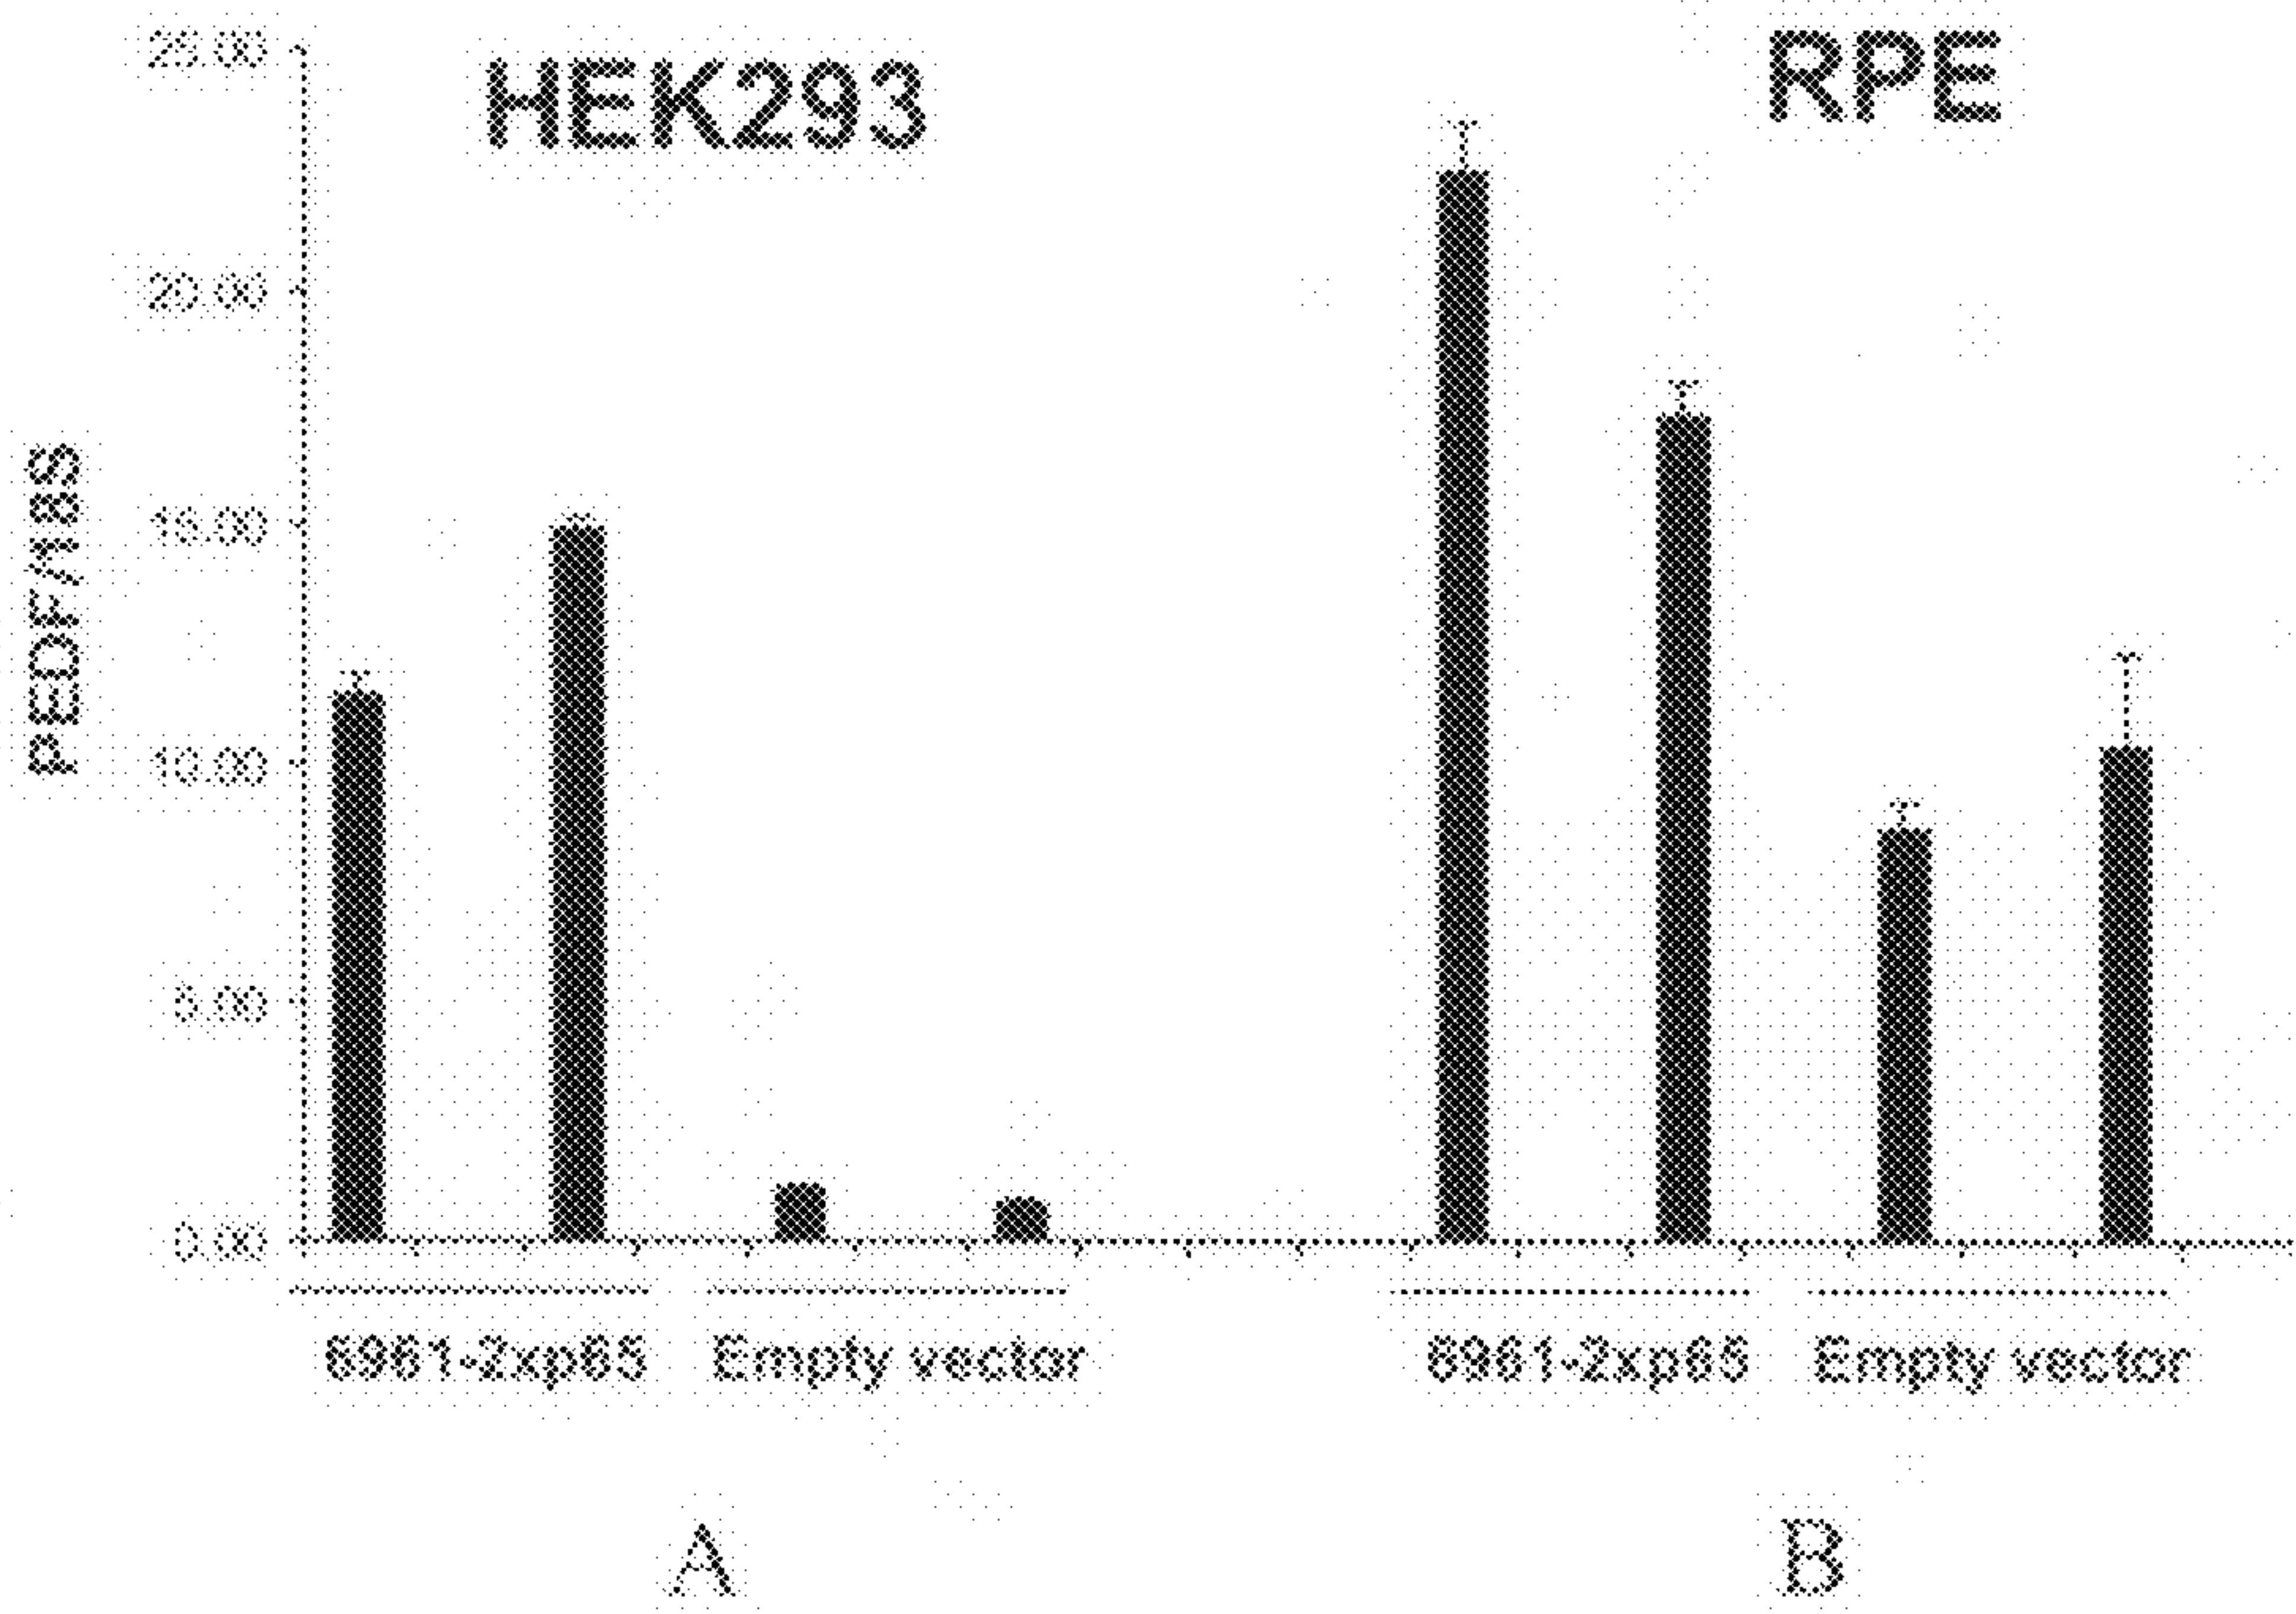 HEK293
RPE
PEDF/18S
25.00
20.00
15.00
10.00
5.00
0.00
6961-2xp65
Empty vector
6961-2xp65
Empty vector
A
B